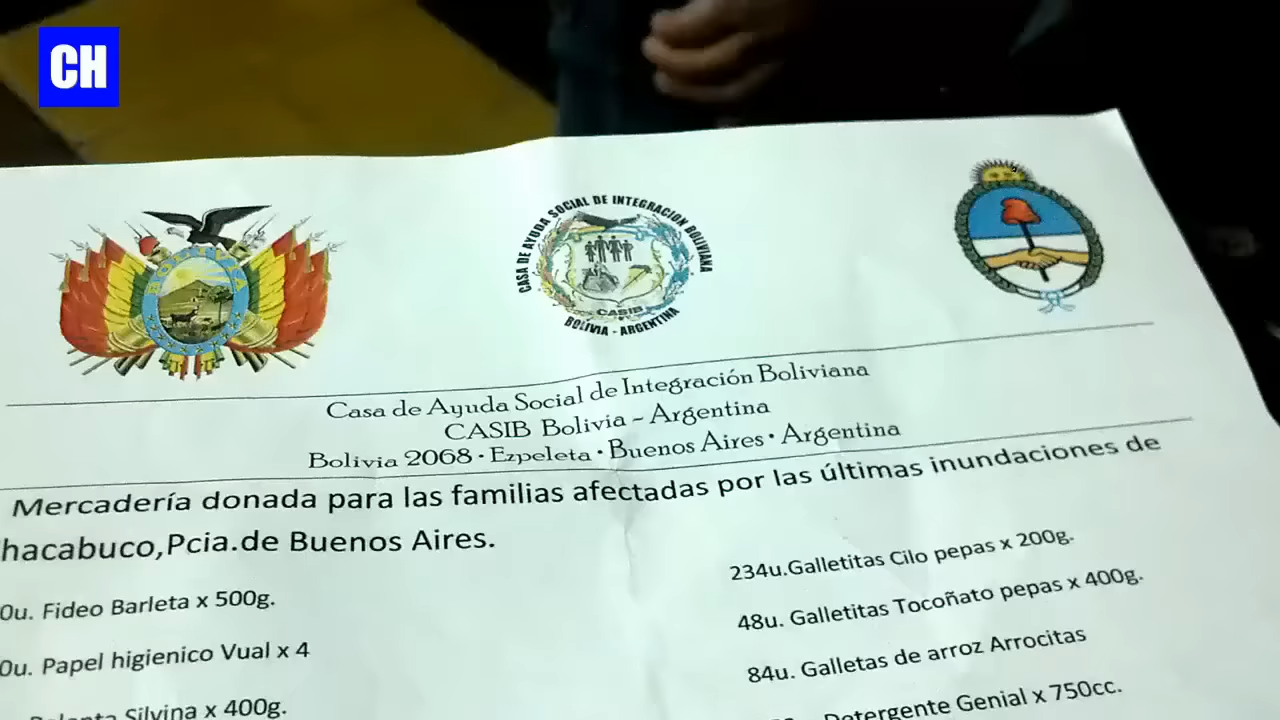 CH
BOLIVIA
CASA DE AYUDA SOCIAL DE INTEGRACION BOLIVIANA
CASIB
BOLIVIA - ARGENTINA
Casa de Ayuda Social de Integración Boliviana
CASIB Bolivia - Argentina
Bolivia 2068 · Ezpeleta · Buenos Aires · Argentina
Mercadería donada para las familias afectadas por las últimas inundaciones de
hacabuco,Pcia.de Buenos Aires.
0u. Fideo Barleta x 500g.
0u. Papel higienico Vual x 4
Polenta Silvina x 400g.
234u.Galletitas Cilo pepas x 200g.
48u. Galletitas Tocoñato pepas x 400g.
84u. Galletas de arroz Arrocitas
Detergente Genial x 750cc.